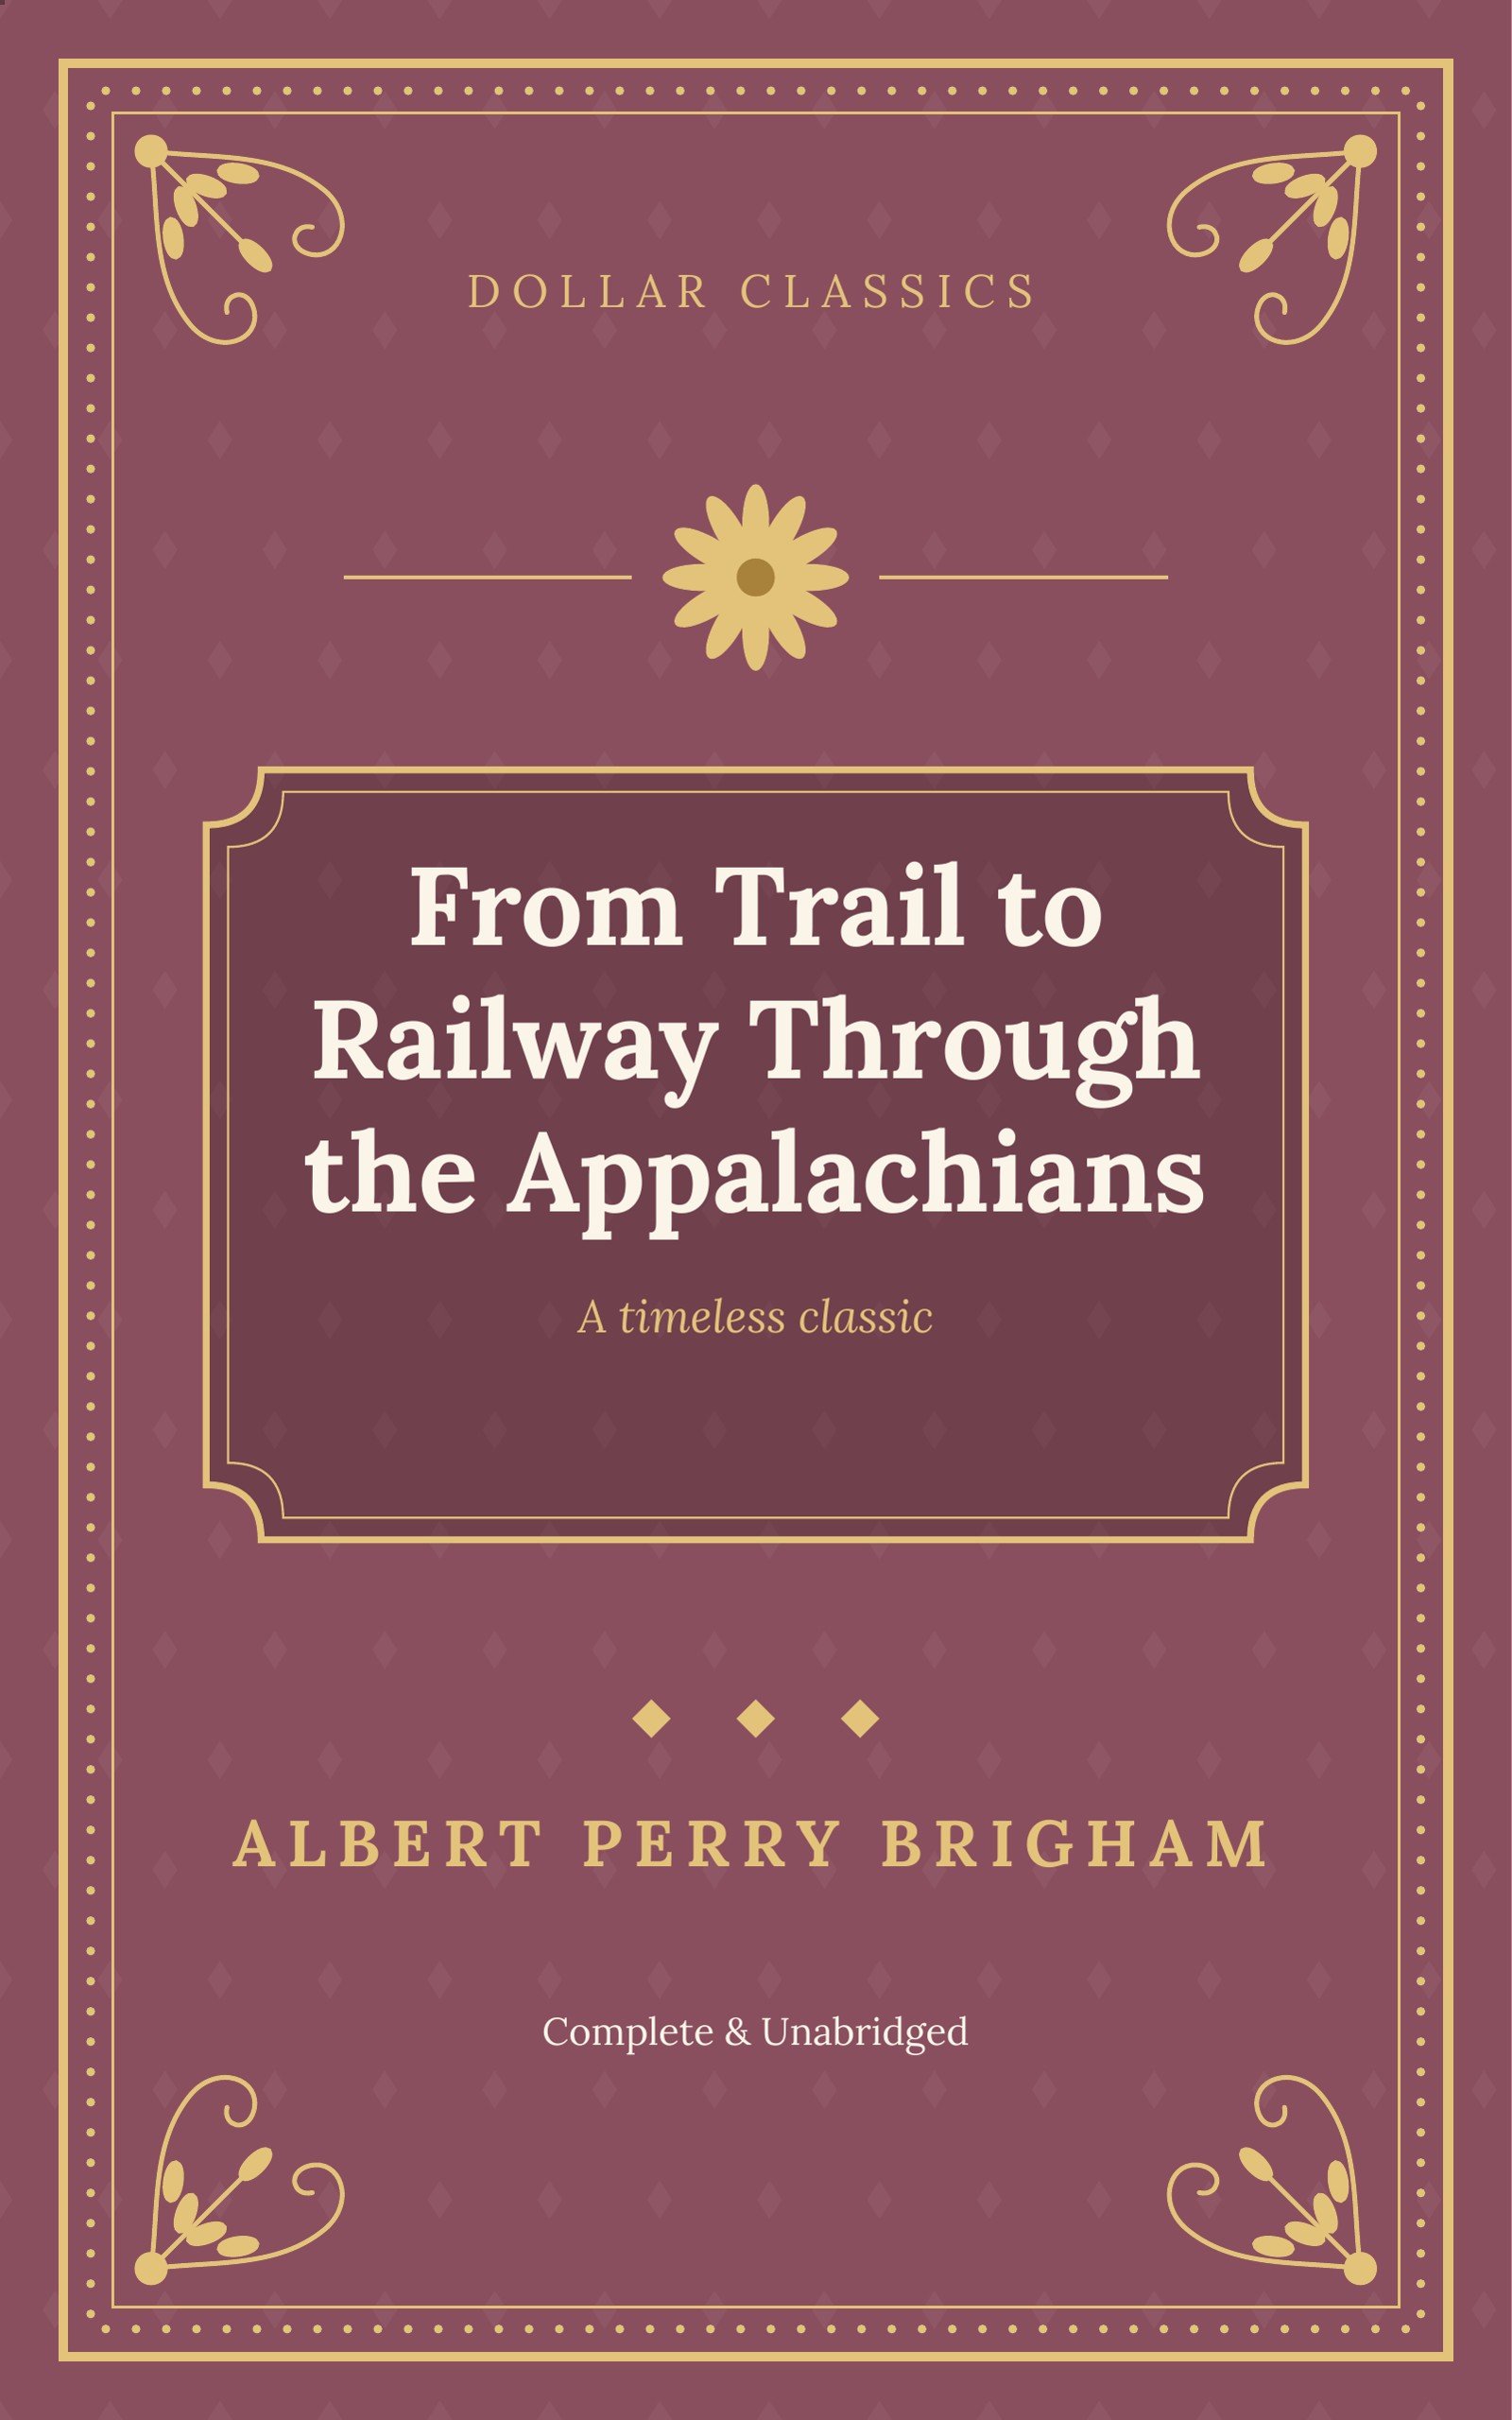 DOLLAR CLASSICS
From Trail to
Railway Through
the Appalachians
A timeless classic
ALBERT PERRY BRIGHAM
Complete & Unabridged